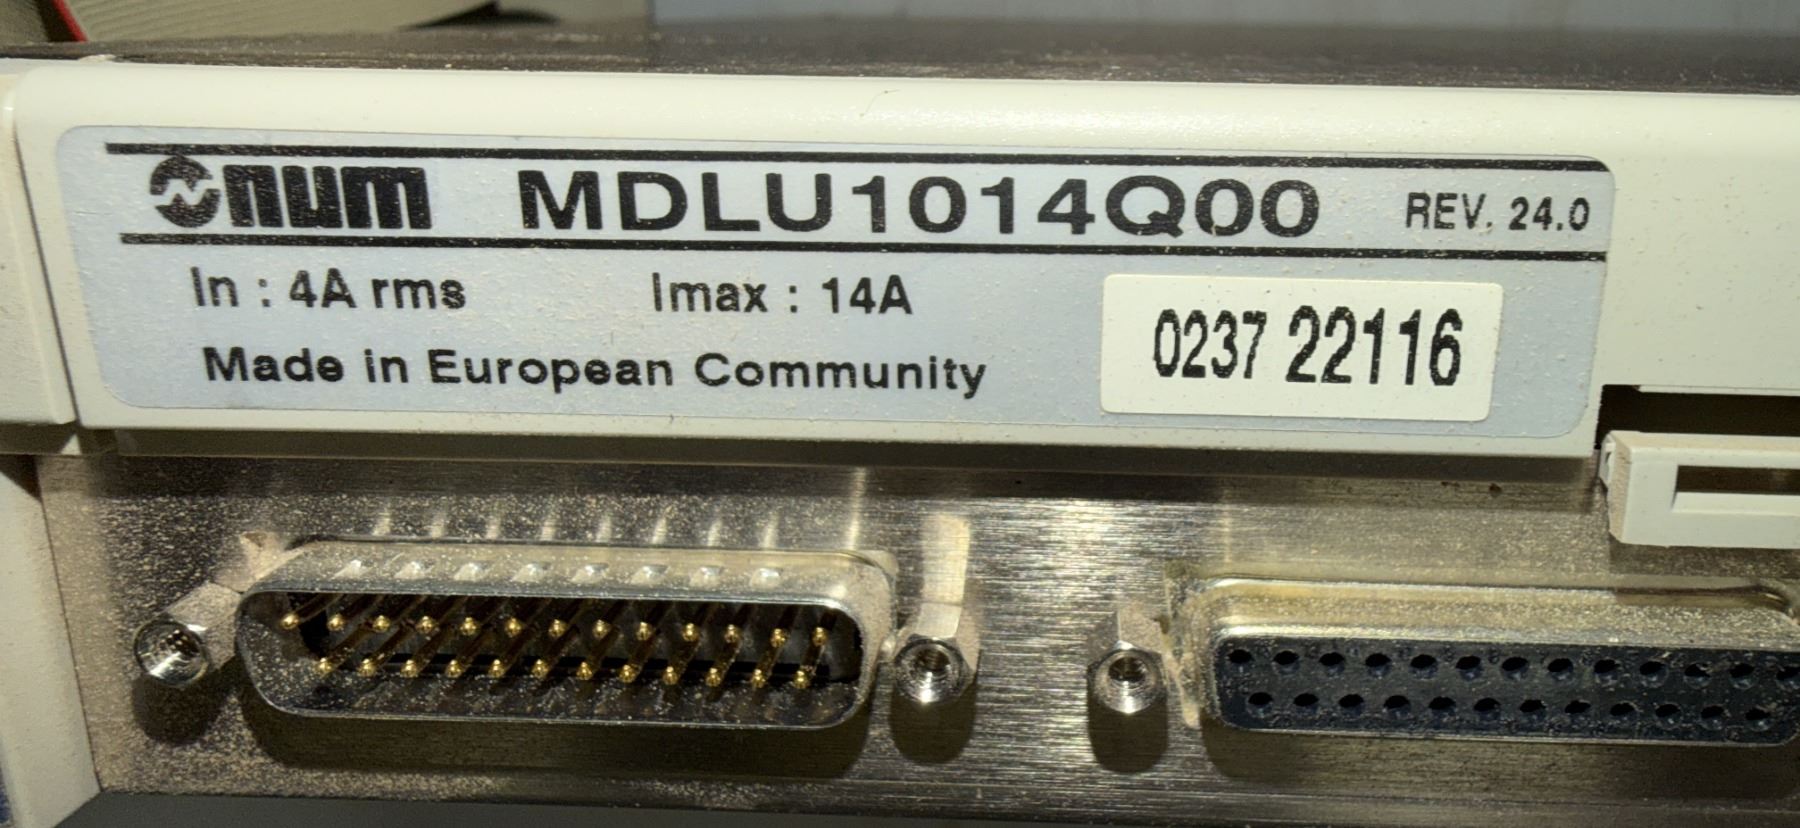 num MDLU1014Q00 REV. 24.0
In : 4A rms Imax : 14A
Made in European Community
0237 22116